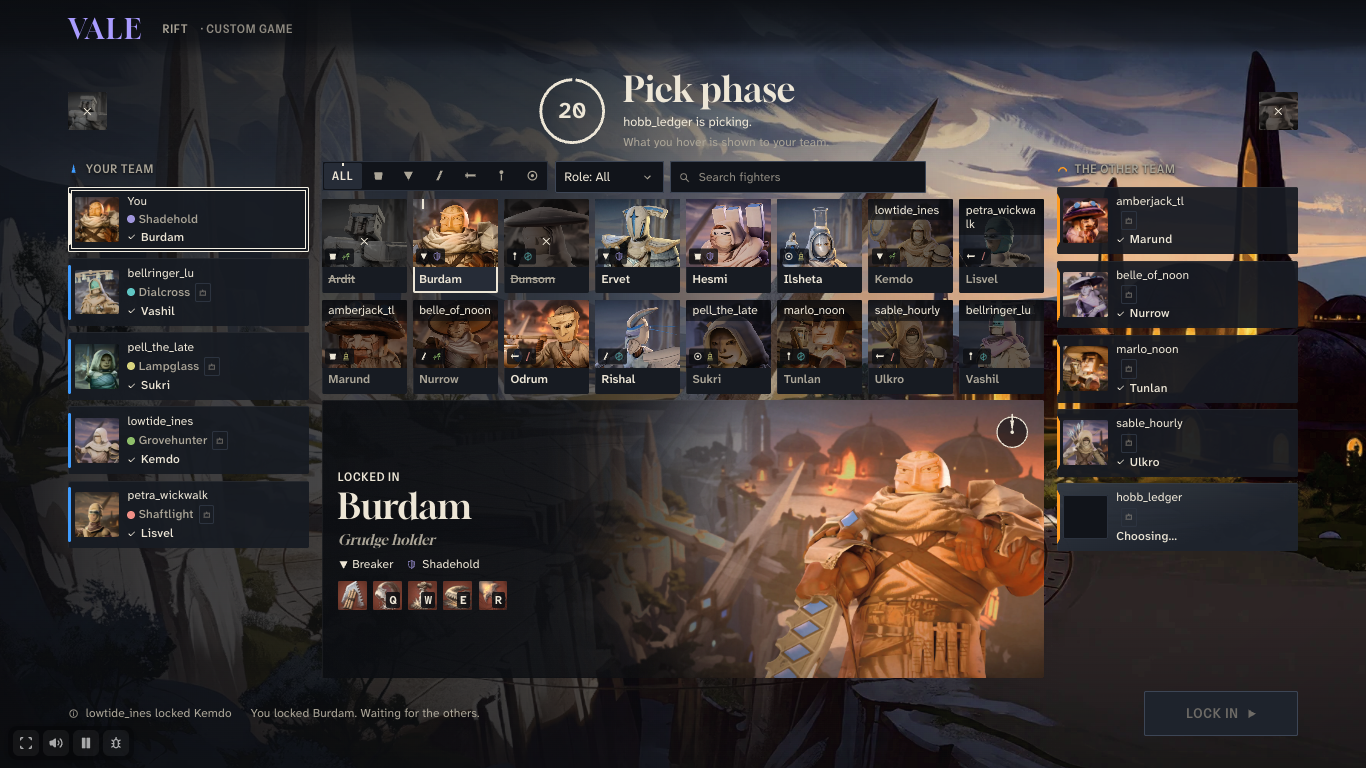 VALE RIFT · CUSTOM GAME
20
Pick phase
hobb_ledger is picking.
What you hover is shown to your team.
YOUR TEAM
You
Shadehold
Burdam
bellringer_lu
Dialcross
Vashil
pell_the_late
Lampglass
Sukri
lowtide_ines
Grovehunter
Kemdo
petra_wickwalk
Shaftlight
Lisvel
ALL
Role: All
Search fighters
Ardit
Burdam
Dunsom
Ervet
Hesmi
Ilsheta
lowtide_ines
Kemdo
petra_wickwa
lk
Lisvel
amberjack_tl
Marund
belle_of_noon
Nurrow
Odrum
Rishal
pell_the_late
Sukri
marlo_noon
Tunlan
sable_hourly
Ulkro
bellringer_lu
Vashil
LOCKED IN
Burdam
Grudge holder
Breaker Shadehold
Q W E R
THE OTHER TEAM
amberjack_tl
Marund
belle_of_noon
Nurrow
marlo_noon
Tunlan
sable_hourly
Ulkro
hobb_ledger
Choosing...
lowtide_ines locked Kemdo You locked Burdam. Waiting for the others.
LOCK IN